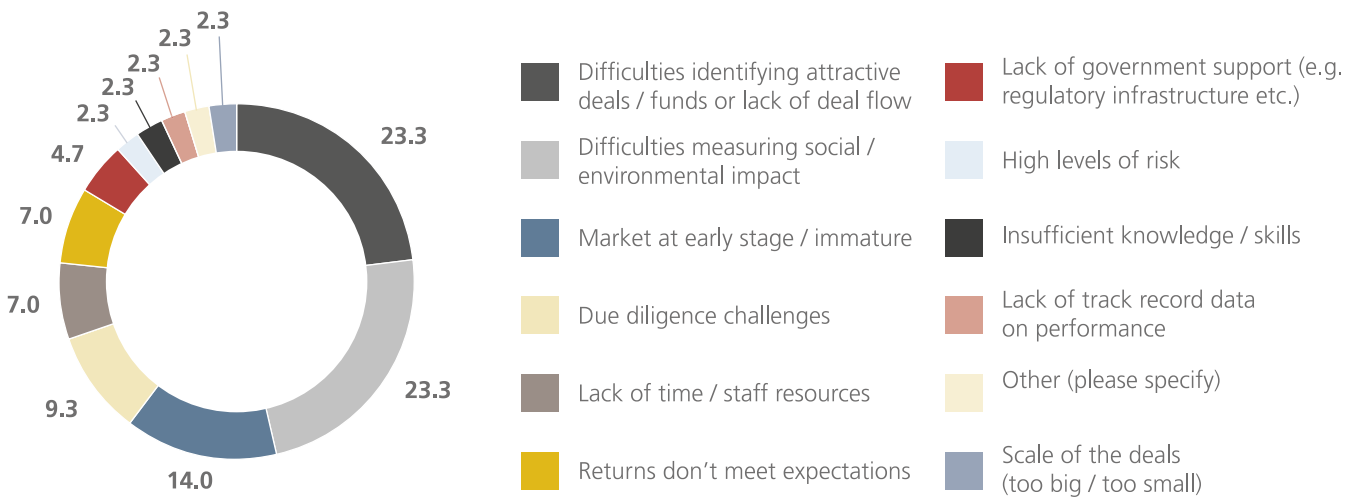 2.3
2.3
2.3
2.3
2.3
4.7
7.0
7.0
9.3
14.0
23.3
23.3
Difficulties identifying attractive
deals / funds or lack of deal flow
Difficulties measuring social /
environmental impact
Market at early stage / immature
Due diligence challenges
Lack of time / staff resources
Returns don’t meet expectations
Lack of government support (e.g.
regulatory infrastructure etc.)
High levels of risk
Insufficient knowledge / skills
Lack of track record data
on performance
Other (please specify)
Scale of the deals
(too big / too small)